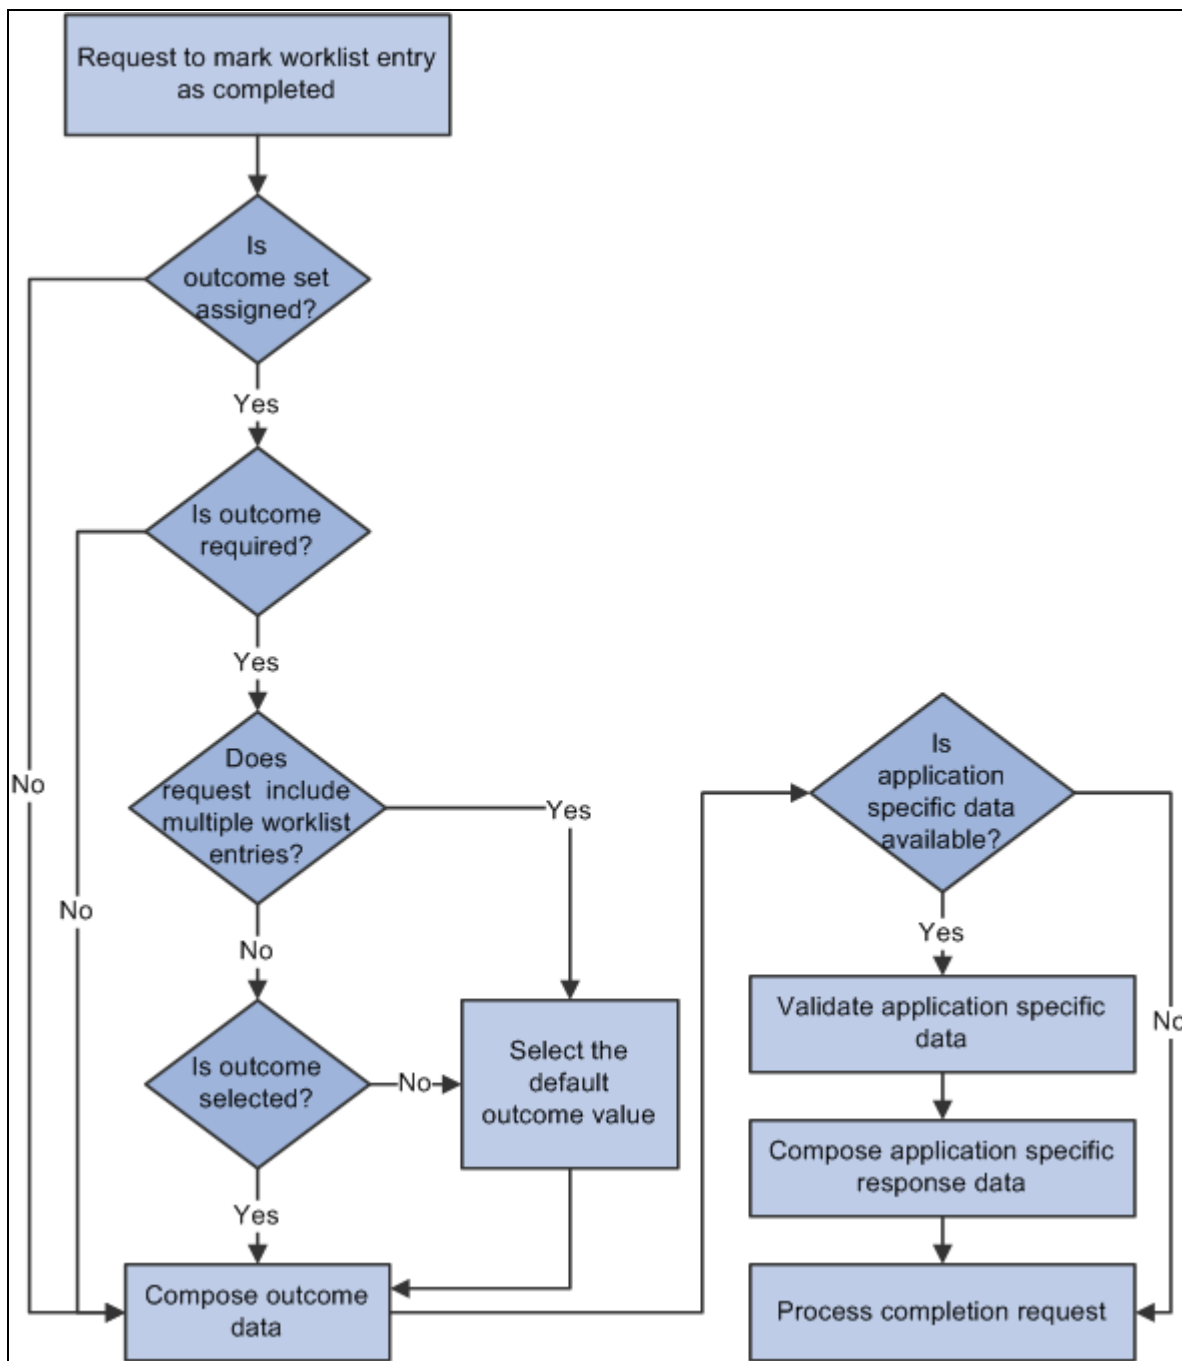 Request to mark worklist entry
as completed
Is
outcome set
assigned?
Yes
Is outcome
required?
Yes
Does
request include
multiple worklist
entries?
Yes
No
No
No
Is outcome
selected?
No
Select the
default
outcome value
Yes
Compose outcome
data
Is
application
specific data
available?
Yes
No
Validate application specific
data
Compose application specific
response data
Process completion request